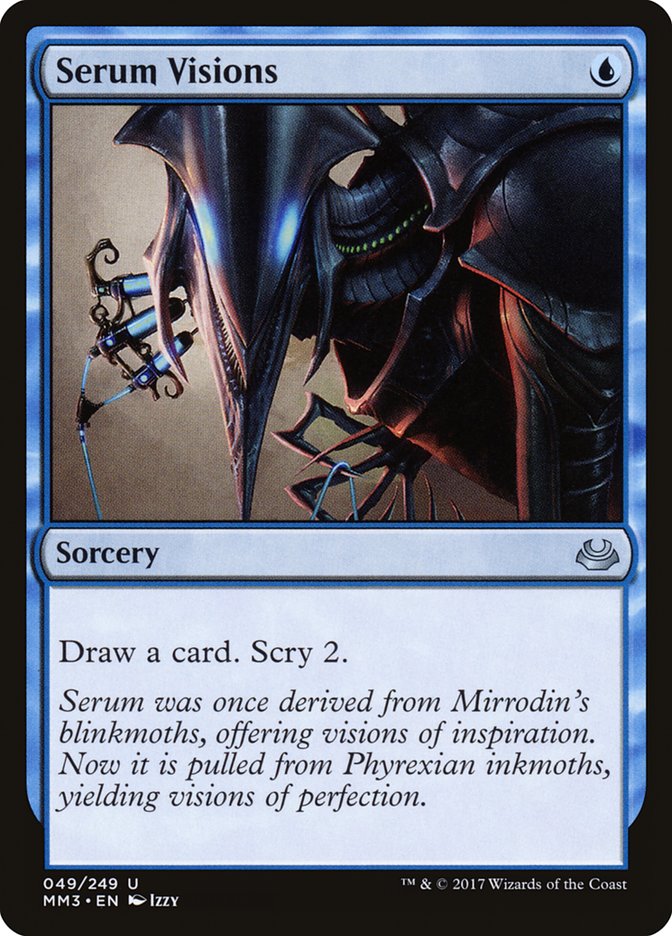 Serum Visions
Sorcery
Draw a card. Scry 2.
Serum was once derived from Mirrodin's
blinkmoths, offering visions of inspiration.
Now it is pulled from Phyrexian inkmoths,
yielding visions of perfection.
049/249 U
MM3 • EN Izzy
™ & © 2017 Wizards of the Coast